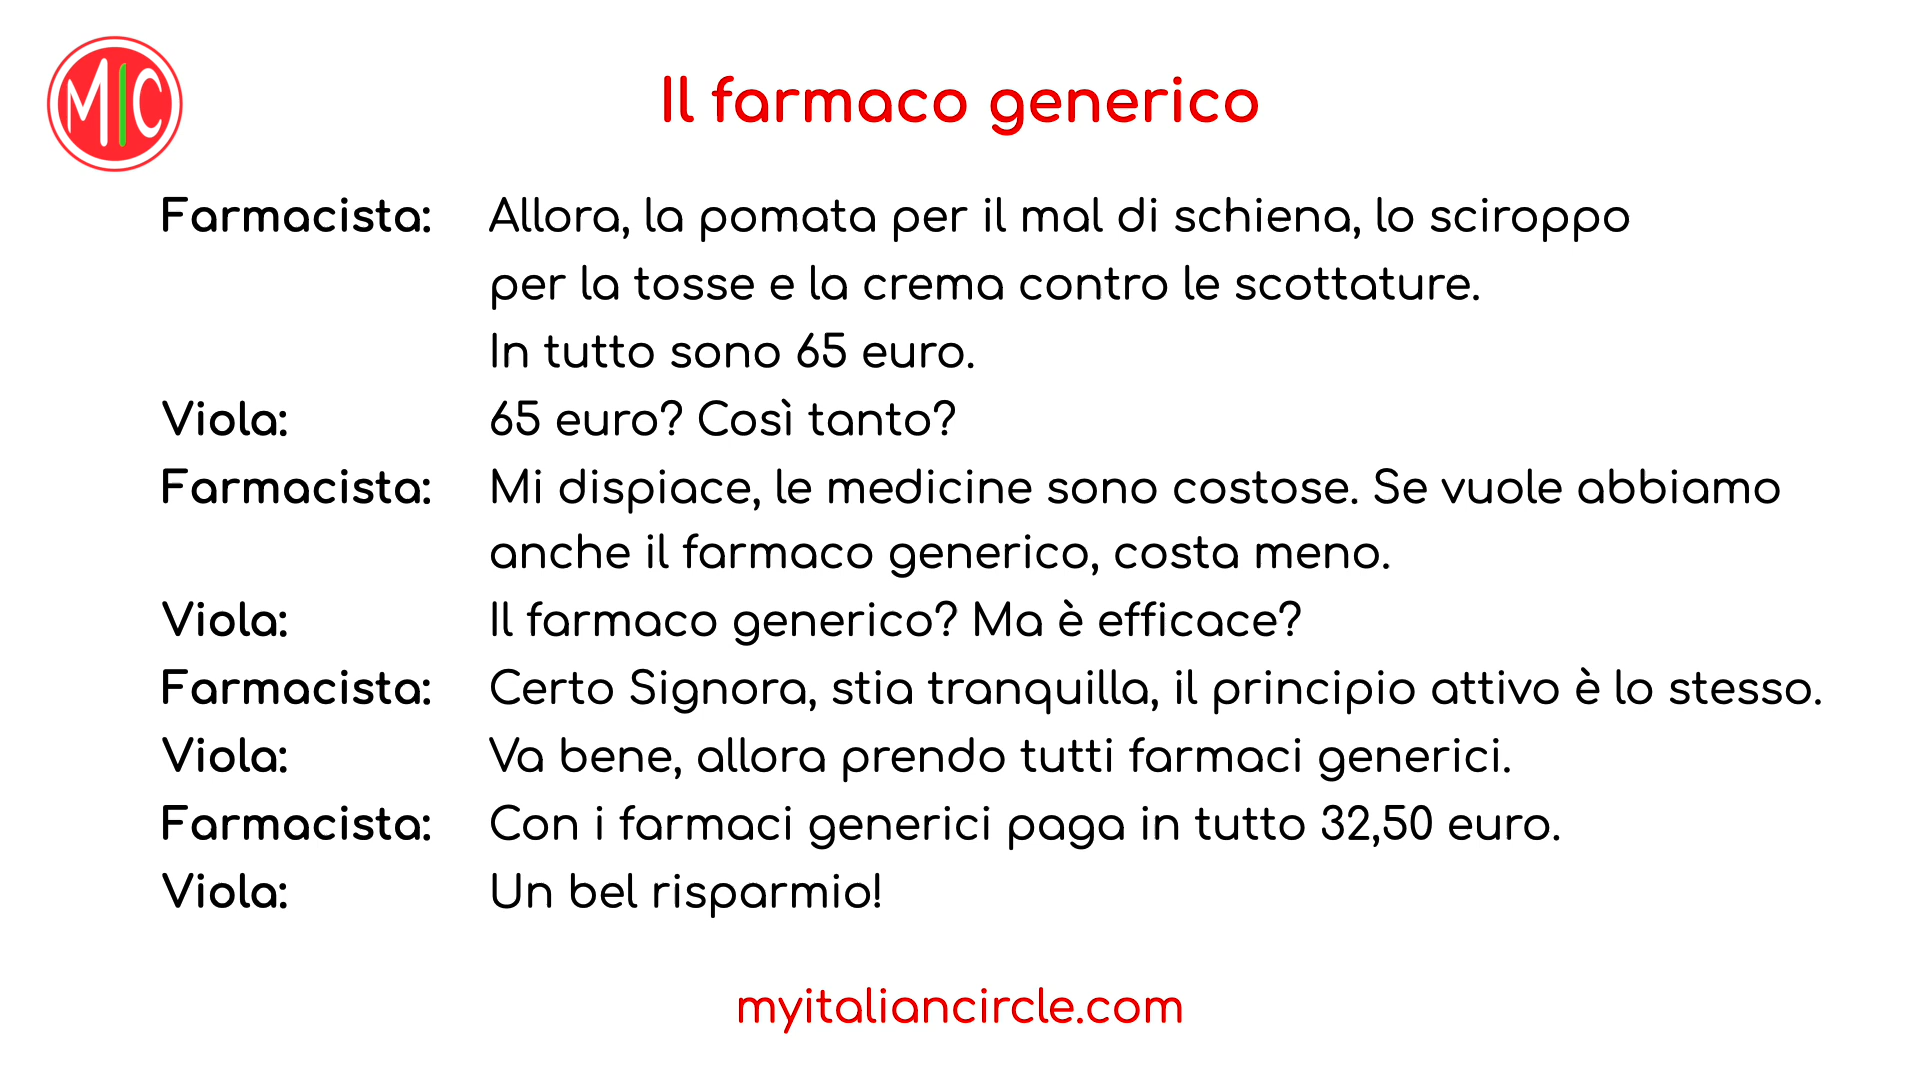 MIC
Il farmaco generico
Farmacista: Allora, la pomata per il mal di schiena, lo sciroppo
per la tosse e la crema contro le scottature.
In tutto sono 65 euro.
Viola: 65 euro? Così tanto?
Farmacista: Mi dispiace, le medicine sono costose. Se vuole abbiamo
anche il farmaco generico, costa meno.
Viola: Il farmaco generico? Ma è efficace?
Farmacista: Certo Signora, stia tranquilla, il principio attivo è lo stesso.
Viola: Va bene, allora prendo tutti farmaci generici.
Farmacista: Con i farmaci generici paga in tutto 32,50 euro.
Viola: Un bel risparmio!
myitaliancircle.com